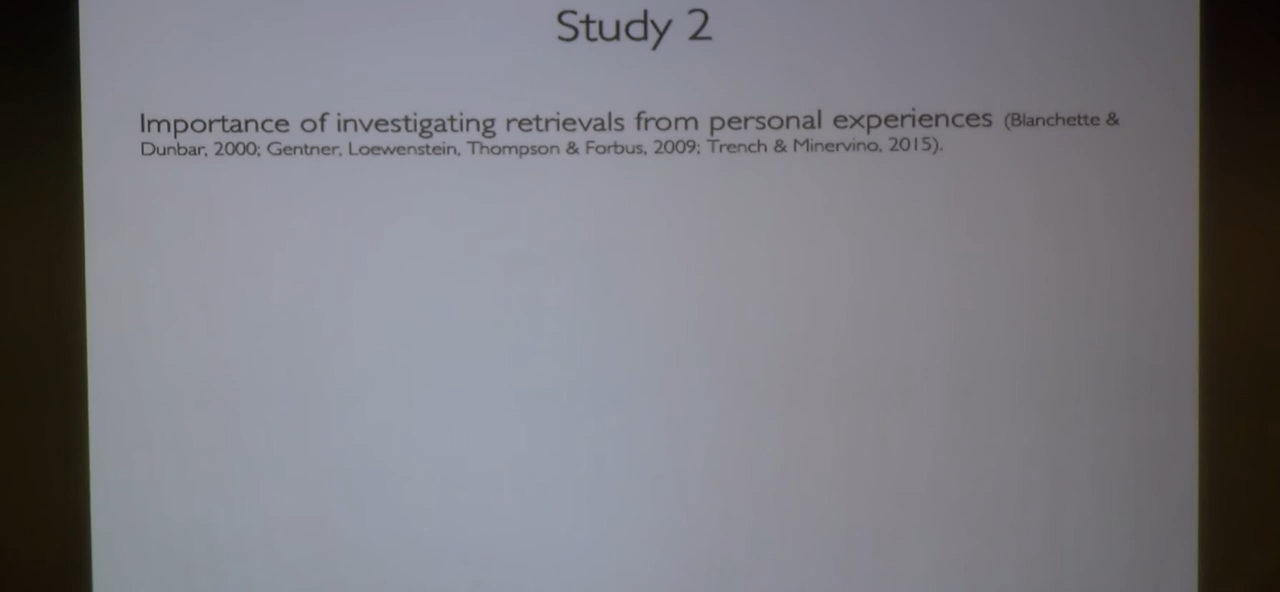 Study 2
Importance of investigating retrievals from personal experiences (Blanchette &
Dunbar, 2000; Gentner, Loewenstein, Thompson & Forbus, 2009; Trench & Minervino, 2015).